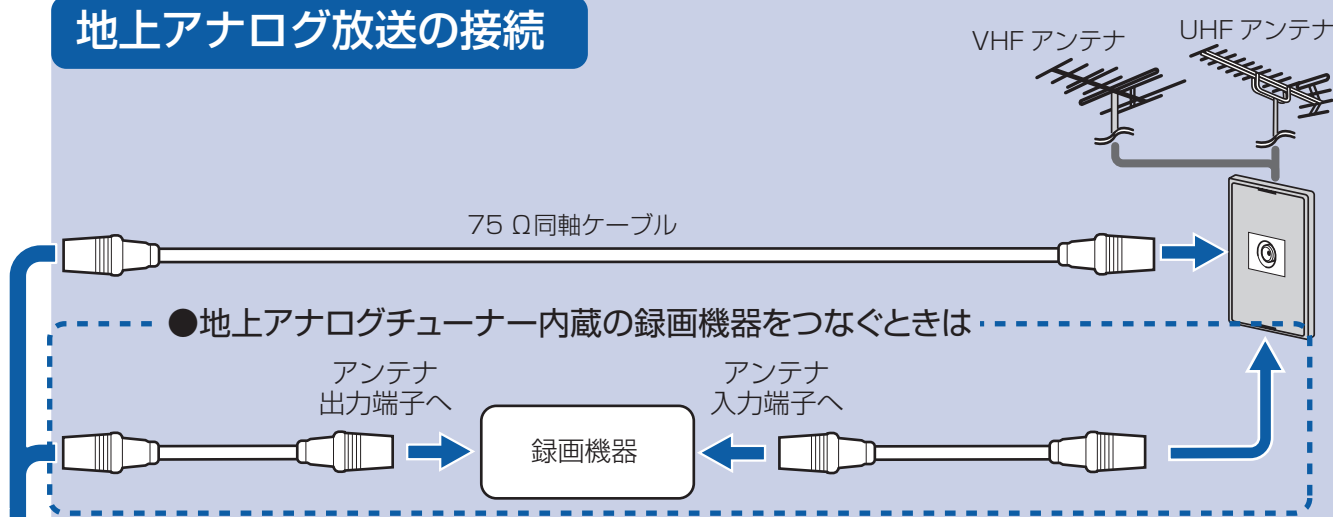 地上アナログ放送の接続
VHF アンテナ
UHF アンテナ
75 Ω同軸ケーブル
●地上アナログチューナー内蔵の録画機器をつなぐときは
アンテナ
出力端子へ
アンテナ
入力端子へ
録画機器